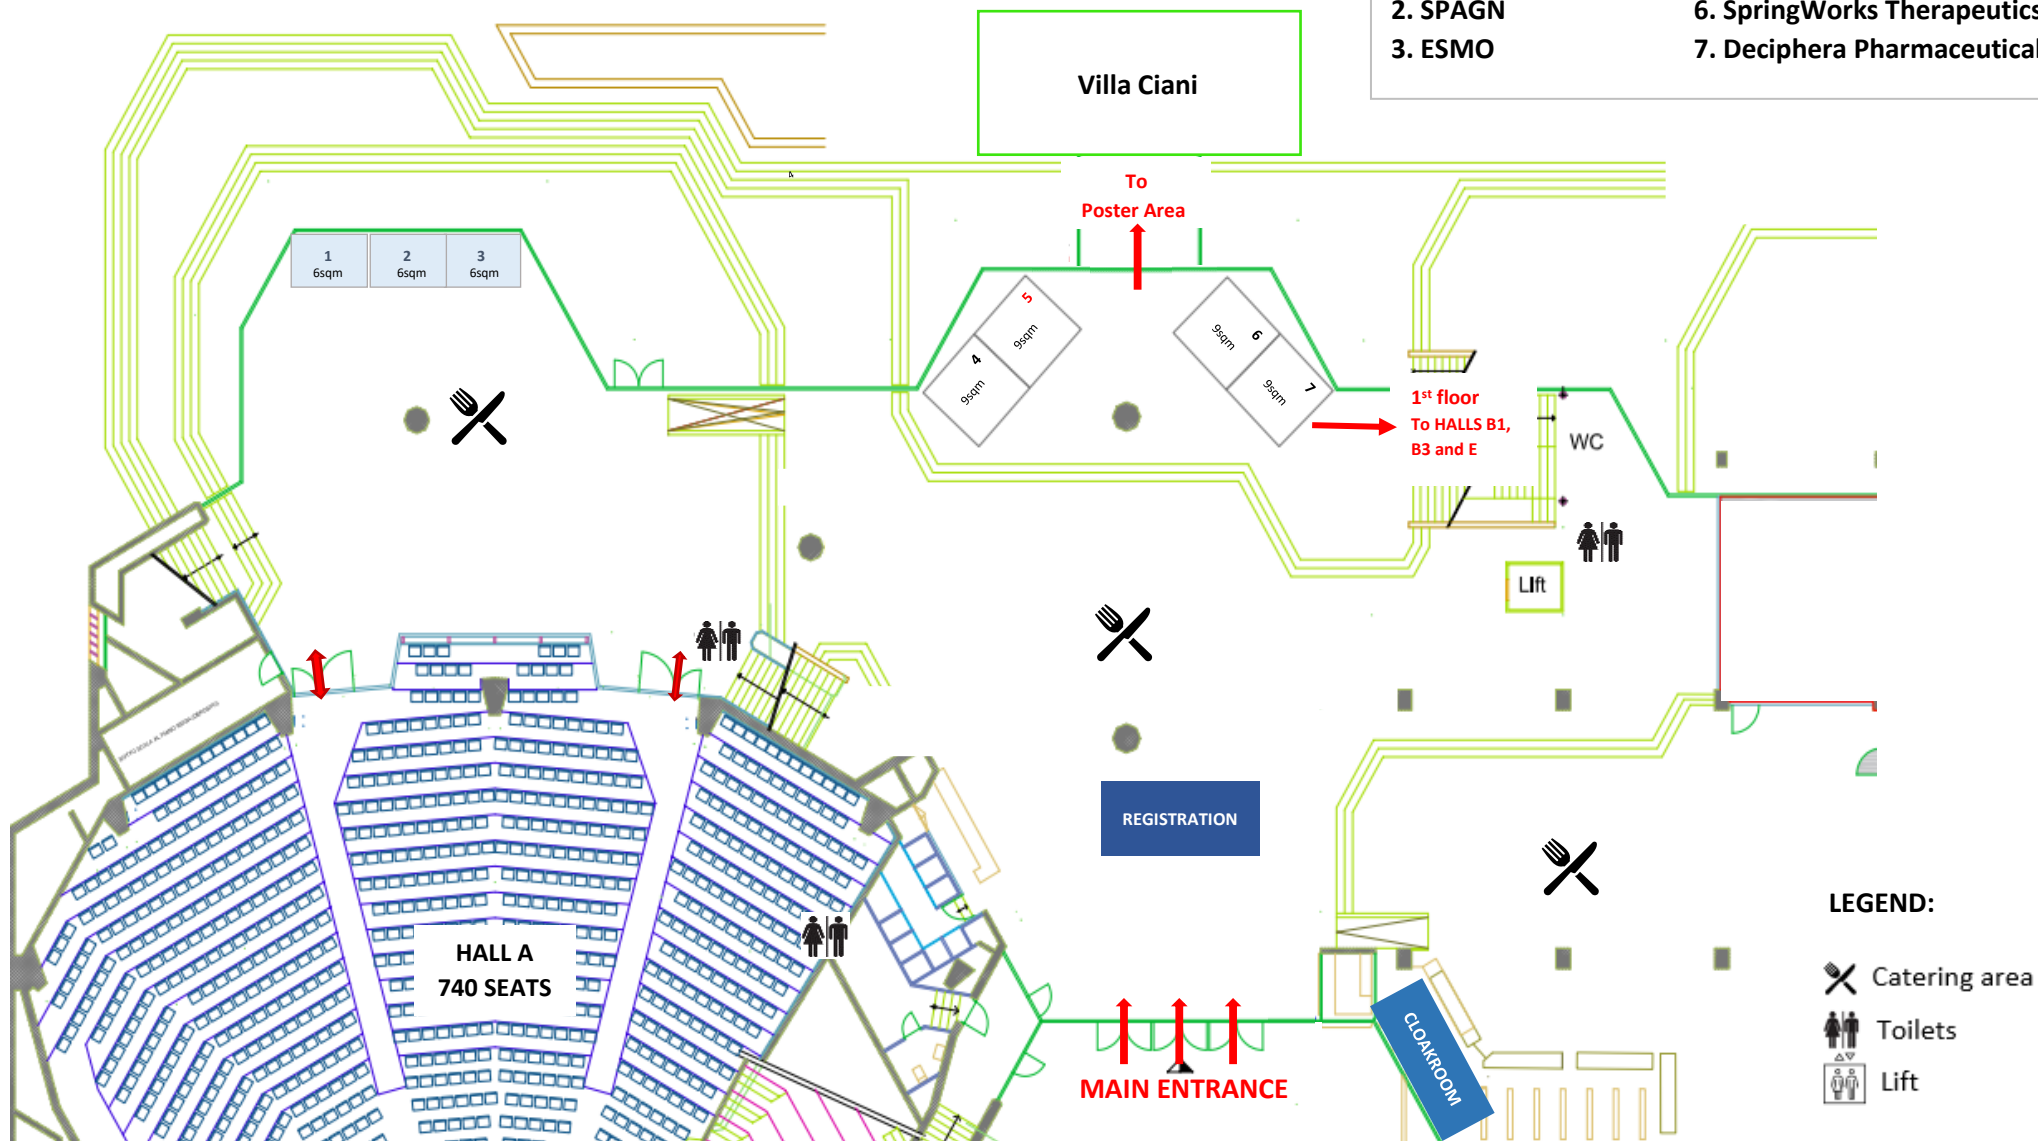 2. SPAGN
6. SpringWorks Therapeutics
3. ESMO
7. Deciphera Pharmaceutical
Villa Ciani
To
Poster Area
1
6sqm
2
6sqm
3
6sqm
4
9sqm
5
9sqm
6
9sqm
7
9sqm
4
1st floor
To HALLS B1,
B3 and E
WC
Lift
REGISTRATION
HALL A
740 SEATS
MAIN ENTRANCE
CLOAKROOM
LEGEND:
Catering area
Toilets
Lift